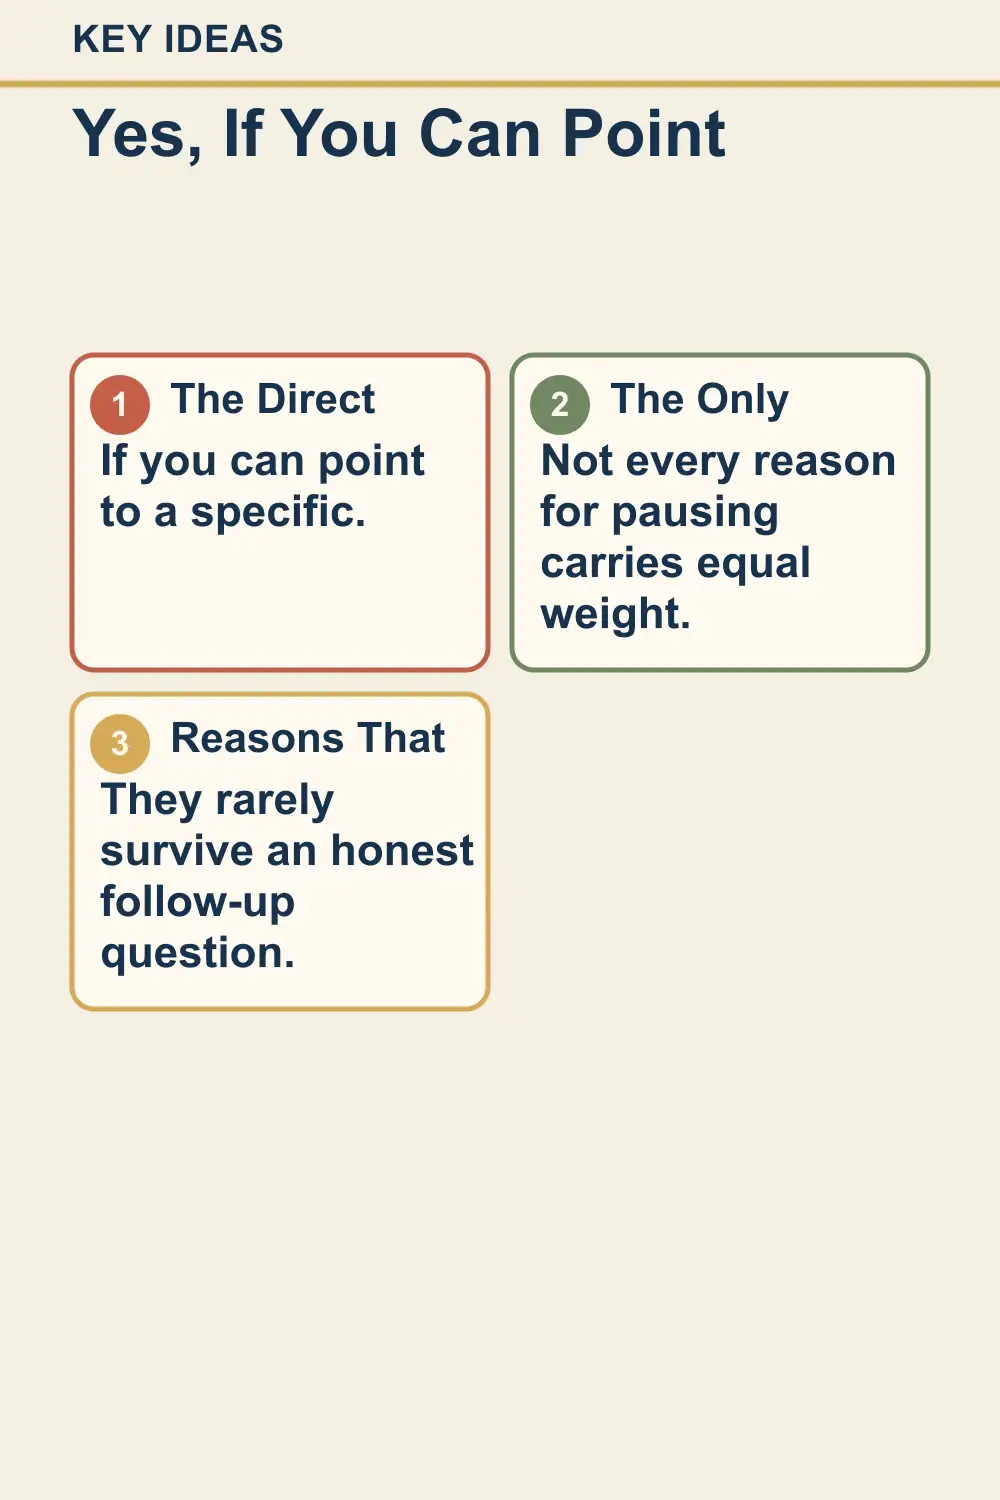 KEY IDEAS
Yes, If You Can Point
1 The Direct
If you can point
to a specific.
2 The Only
Not every reason
for pausing
carries equal
weight.
3 Reasons That
They rarely
survive an honest
follow-up
question.